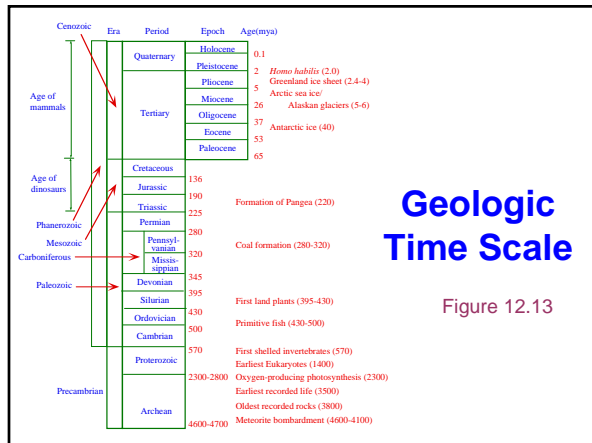 Cenozoic
Era Period Epoch Age(mya)
Holocene
0.1
Quaternary
Pleistocene
2 Homo habilis (2.0)
Pliocene Greenland ice sheet (2.4-4)
5 Arctic sea ice/
Miocene
26 Alaskan glaciers (5-6)
Age of
mammals
Tertiary
Oligocene
37 Antarctic ice (40)
Eocene
53
Paleocene
65
Cretaceous
136
Age of
dinosaurs
Jurassic
190
Triassic Formation of Pangea (220)
225
Phanerozoic
Permian
280
Mesozoic
Pennsyl-
vanian
Coal formation (280-320)
Carboniferous
320
Missis-
sippian
345
Paleozoic
Devonian
395
Silurian First land plants (395-430)
430
Ordovician Primitive fish (430-500)
500
Cambrian
570 First shelled invertebrates (570)
Proterozoic Earliest Eukaryotes (1400)
2300-2800 Oxygen-producing photosynthesis (2300)
Precambrian
Earliest recorded life (3500)
Archean Oldest recorded rocks (3800)
4600-4700 Meteorite bombardment (4600-4100)
Geologic
Time Scale
Figure 12.13